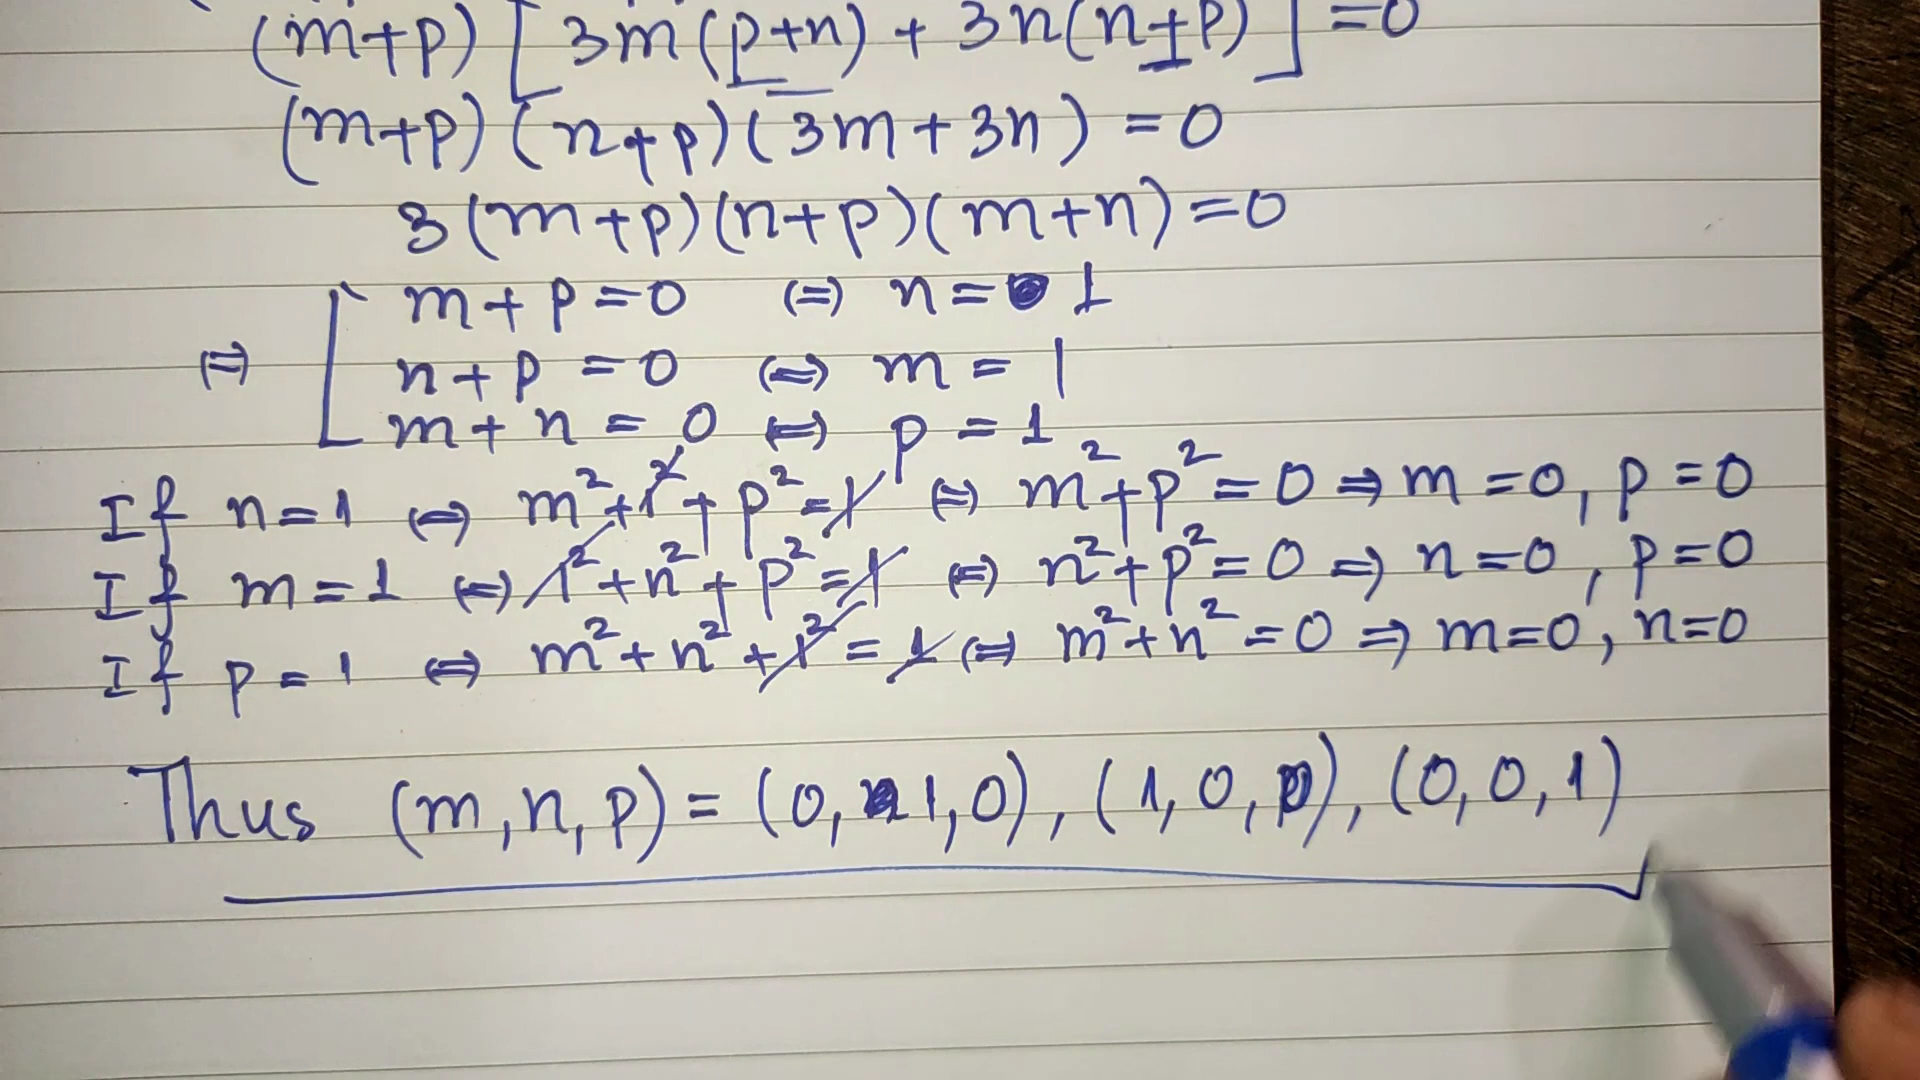 (m+p) [3m(p+n) + 3n(n+p)] = 0
(m+p) (n+p) (3m + 3n) = 0
3(m+p)(n+p)(m+n) = 0
⇔ [ m + p = 0 ⇔ n = 1
n + p = 0 ⇔ m = 1
m + n = 0 ⇔ p = 1
If n = 1 ⇔ m² + 1² + p² = 1 ⇔ m² + p² = 0 ⇒ m = 0, p = 0
If m = 1 ⇔ 1² + n² + p² = 1 ⇔ n² + p² = 0 ⇒ n = 0, p = 0
If p = 1 ⇔ m² + n² + 1² = 1 ⇔ m² + n² = 0 ⇒ m = 0, n = 0
Thus (m, n, p) = (0, 1, 0), (1, 0, 0), (0, 0, 1)